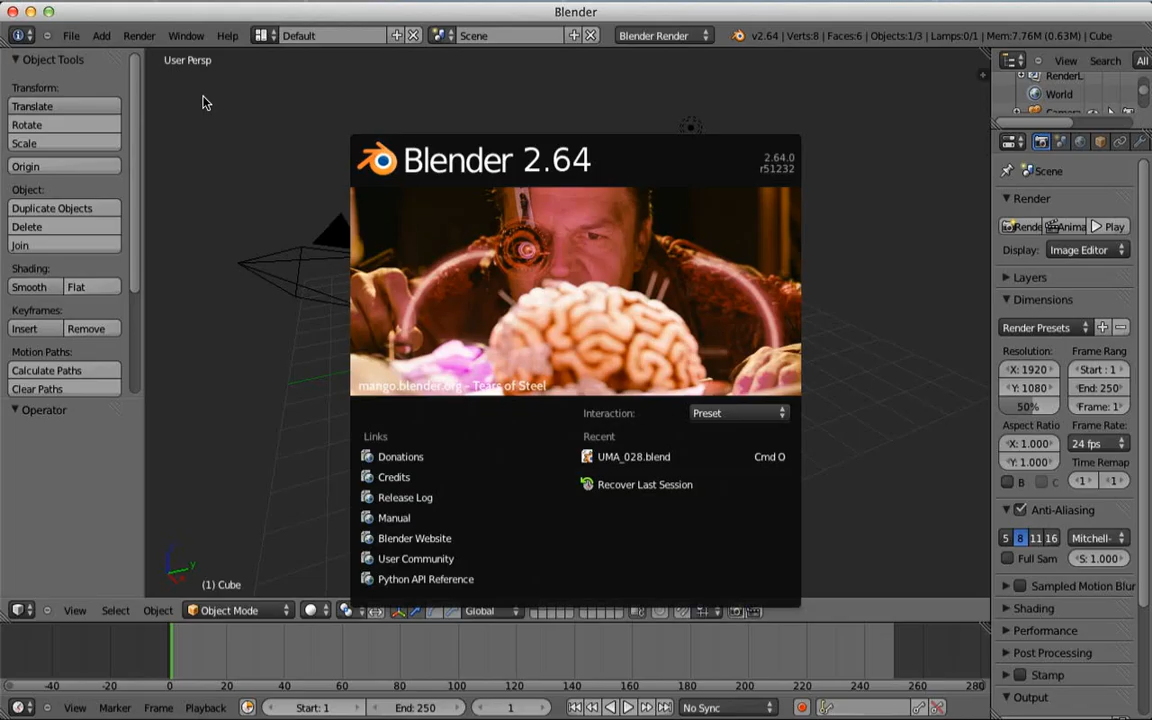 Blender
File Add Render Window Help Default Scene Blender Render v2.64 | Verts:8 | Faces:6 | Objects:1/3 | Lamps:0/1 | Mem:7.76M (0.63M) | Cube
Object Tools
Transform:
Translate
Rotate
Scale
Origin
Object:
Duplicate Objects
Delete
Join
Shading:
Smooth Flat
Keyframes:
Insert Remove
Motion Paths:
Calculate Paths
Clear Paths
Operator
User Persp
(1) Cube
Blender 2.64
2.64.0
r51232
mango.blender.org - Tears of Steel
Interaction: Preset
Links
Donations
Credits
Release Log
Manual
Blender Website
User Community
Python API Reference
Recent
UMA_028.blend Cmd O
Recover Last Session
View Search All
RenderL
World
Scene
Render
Rende Anima Play
Display: Image Editor
Layers
Dimensions
Render Presets
Resolution: Frame Rang
X: 1920 Start: 1
Y: 1080 End: 250
50% Frame: 1
Aspect Ratio Frame Rate:
X: 1.000 24 fps
Y: 1.000 Time Remap
B C 1 1
Anti-Aliasing
5 8 11 16 Mitchell-
Full Sam S: 1.000
Sampled Motion Blur
Shading
Performance
Post Processing
Stamp
Output
View Select Object Object Mode Global
-40 -20 0 20 40 60 80 100 120 140 160 180 200 220 240 260 280
View Marker Frame Playback Start: 1 End: 250 1 No Sync